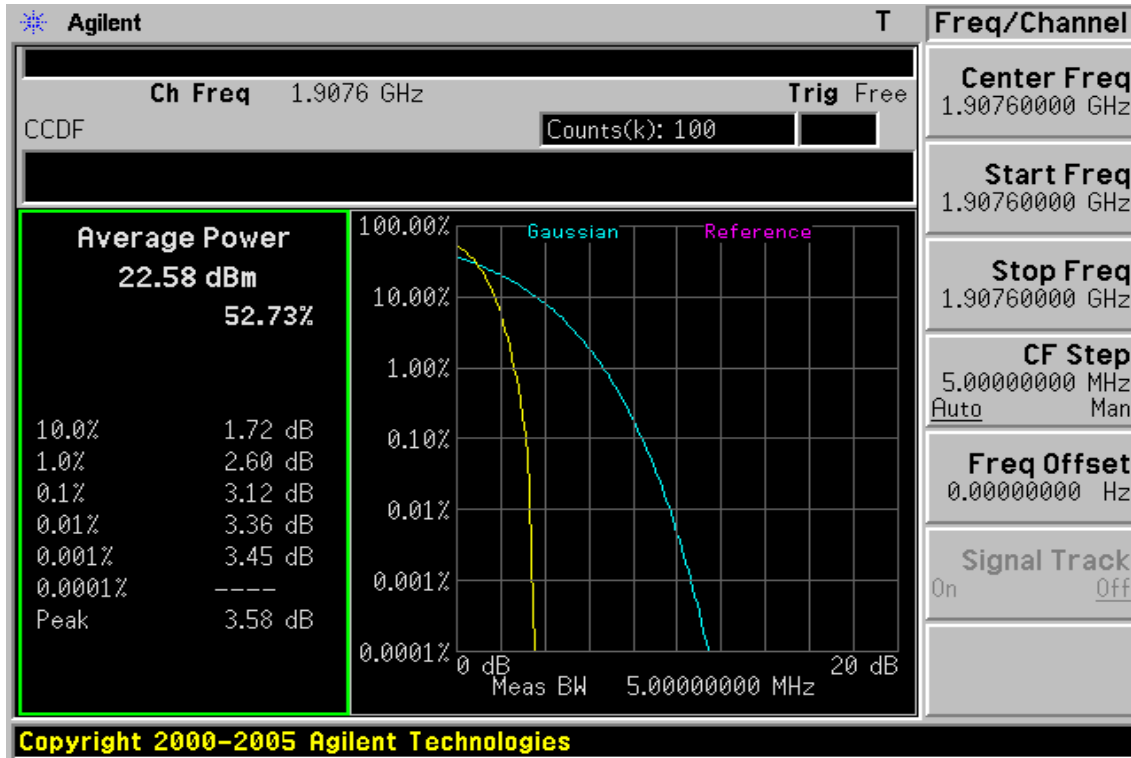 Agilent T
Ch Freq 1.9076 GHz Trig Free
CCDF Counts(k): 100
Average Power
22.58 dBm
52.73%
10.0% 1.72 dB
1.0% 2.60 dB
0.1% 3.12 dB
0.01% 3.36 dB
0.001% 3.45 dB
0.0001% ----
Peak 3.58 dB
Gaussian Reference
100.00%
10.00%
1.00%
0.10%
0.01%
0.001%
0.0001%
0 dB 20 dB
Meas BW 5.00000000 MHz
Freq/Channel
Center Freq
1.90760000 GHz
Start Freq
1.90760000 GHz
Stop Freq
1.90760000 GHz
CF Step
5.00000000 MHz
Auto Man
Freq Offset
0.00000000 Hz
Signal Track
On Off
Copyright 2000-2005 Agilent Technologies